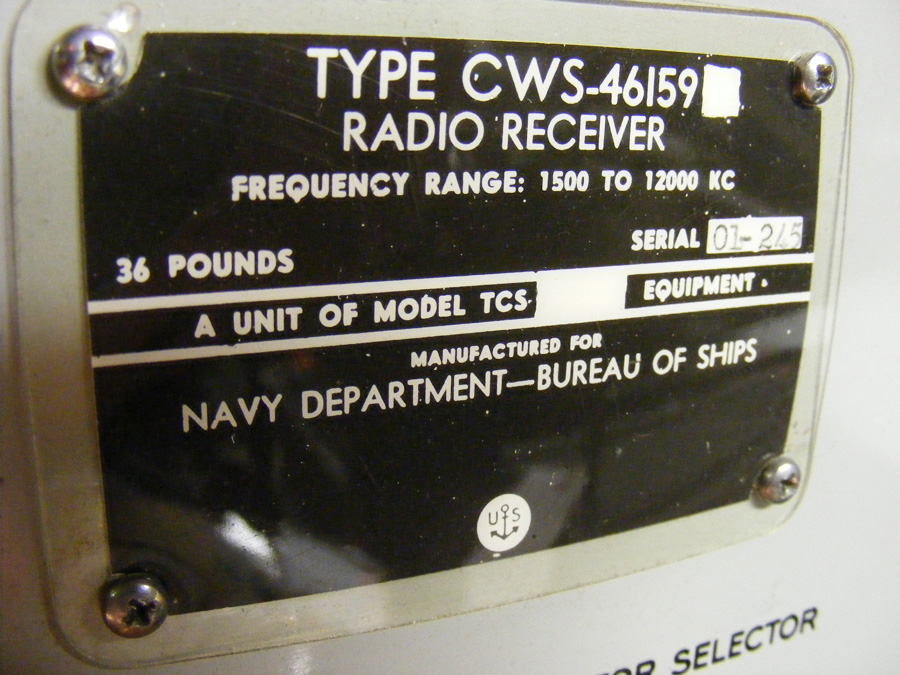 TYPE CWS-46159
RADIO RECEIVER
FREQUENCY RANGE: 1500 TO 12000 KC
SERIAL 01-245
36 POUNDS
A UNIT OF MODEL TCS EQUIPMENT.
MANUFACTURED FOR
NAVY DEPARTMENT—BUREAU OF SHIPS
U S
SELECTOR